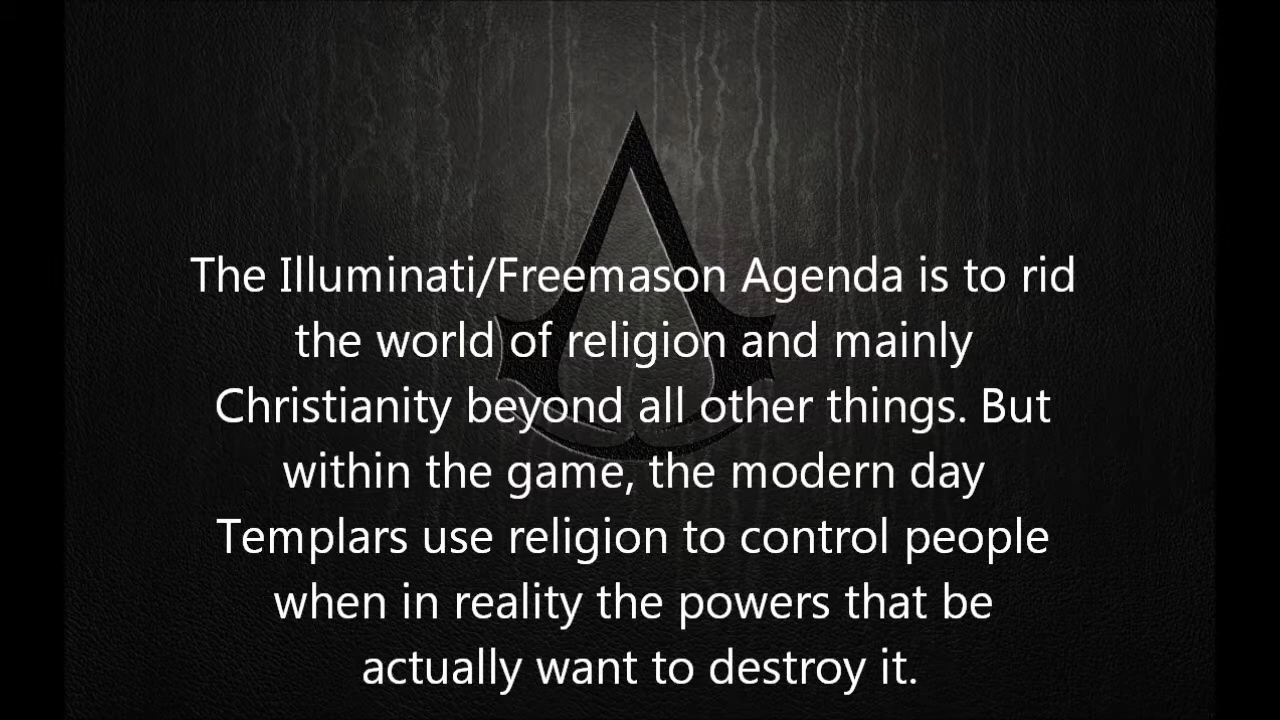 The Illuminati/Freemason Agenda is to rid
the world of religion and mainly
Christianity beyond all other things. But
within the game, the modern day
Templars use religion to control people
when in reality the powers that be
actually want to destroy it.